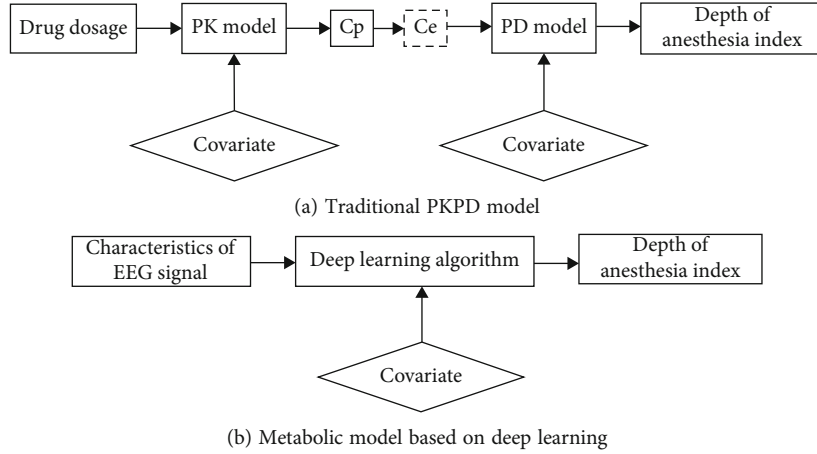 Drug dosage
PK model
Cp
Ce
PD model
Depth of
anesthesia index
Covariate
Covariate
(a) Traditional PKPD model
Characteristics of
EEG signal
Deep learning algorithm
Depth of
anesthesia index
Covariate
(b) Metabolic model based on deep learning